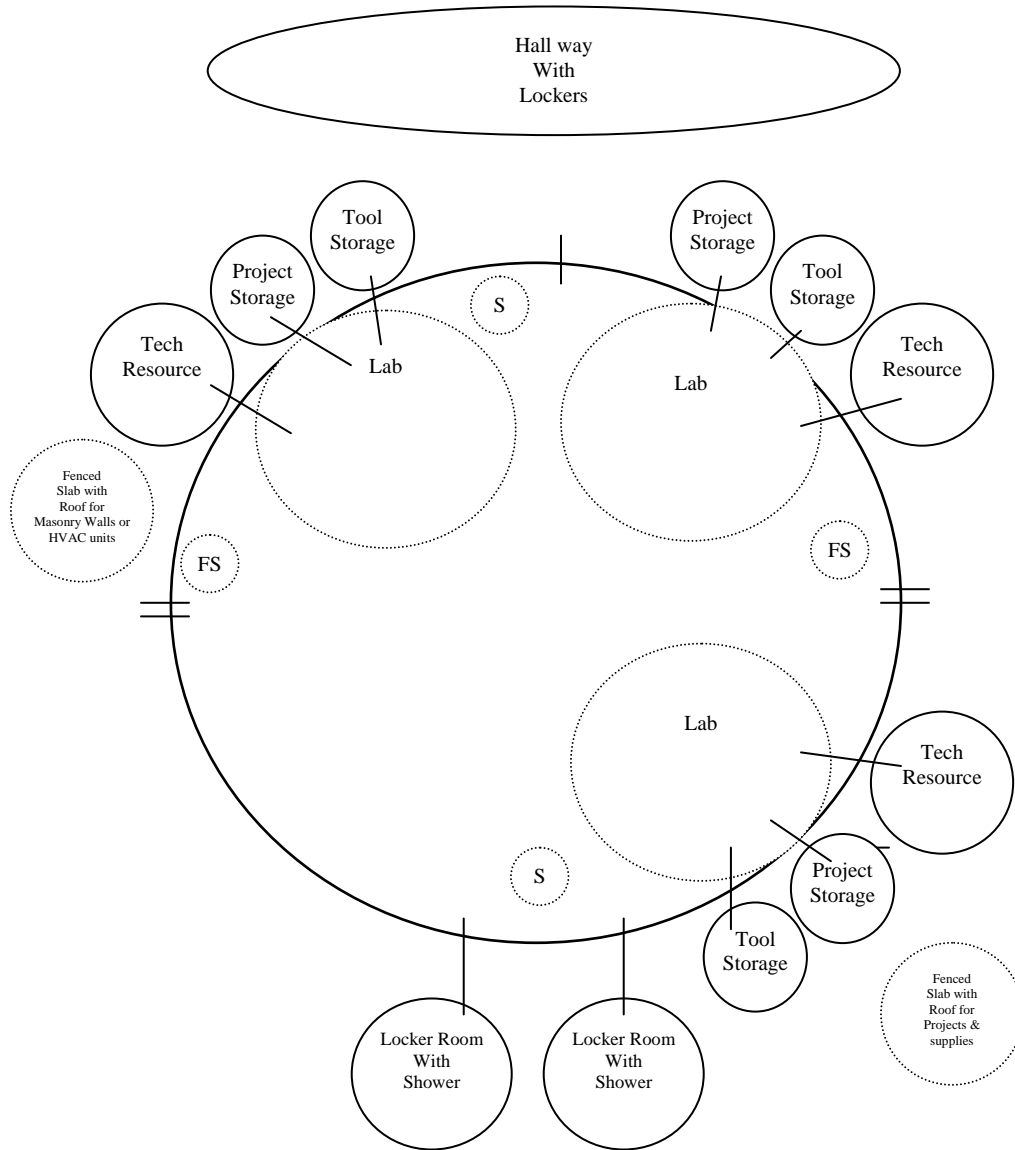 Hall way
With
Lockers
Tool
Storage
Project
Storage
Project
Storage
Tool
Storage
Tech
Resource
Tech
Resource
S
Lab
Lab
Fenced
Slab with
Roof for
Masonry Walls or
HVAC units
FS
FS
Lab
Tech
Resource
S
Project
Storage
Tool
Storage
Fenced
Slab with
Roof for
Projects &
supplies
Locker Room
With
Shower
Locker Room
With
Shower